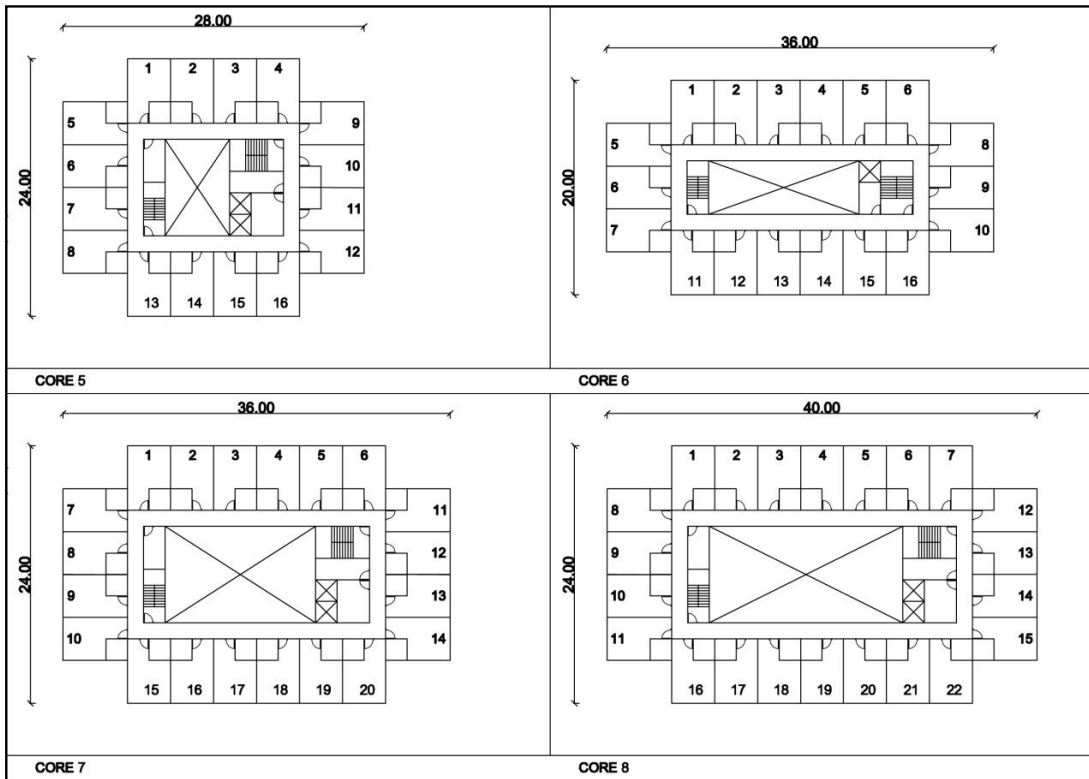 28.00
24.00
1 2 3 4
5 9
6 10
7 11
8 12
13 14 15 16
CORE 5
36.00
20.00
1 2 3 4 5 6
5 8
6 9
7 10
11 12 13 14 15 16
CORE 6
36.00
24.00
1 2 3 4 5 6
7 11
8 12
9 13
10 14
15 16 17 18 19 20
CORE 7
40.00
24.00
1 2 3 4 5 6 7
8 12
9 13
10 14
11 15
16 17 18 19 20 21 22
CORE 8